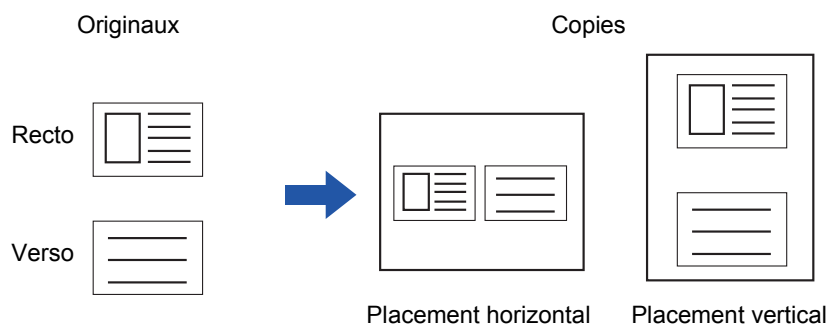 Originaux
Copies
Recto
Verso
Placement horizontal
Placement vertical